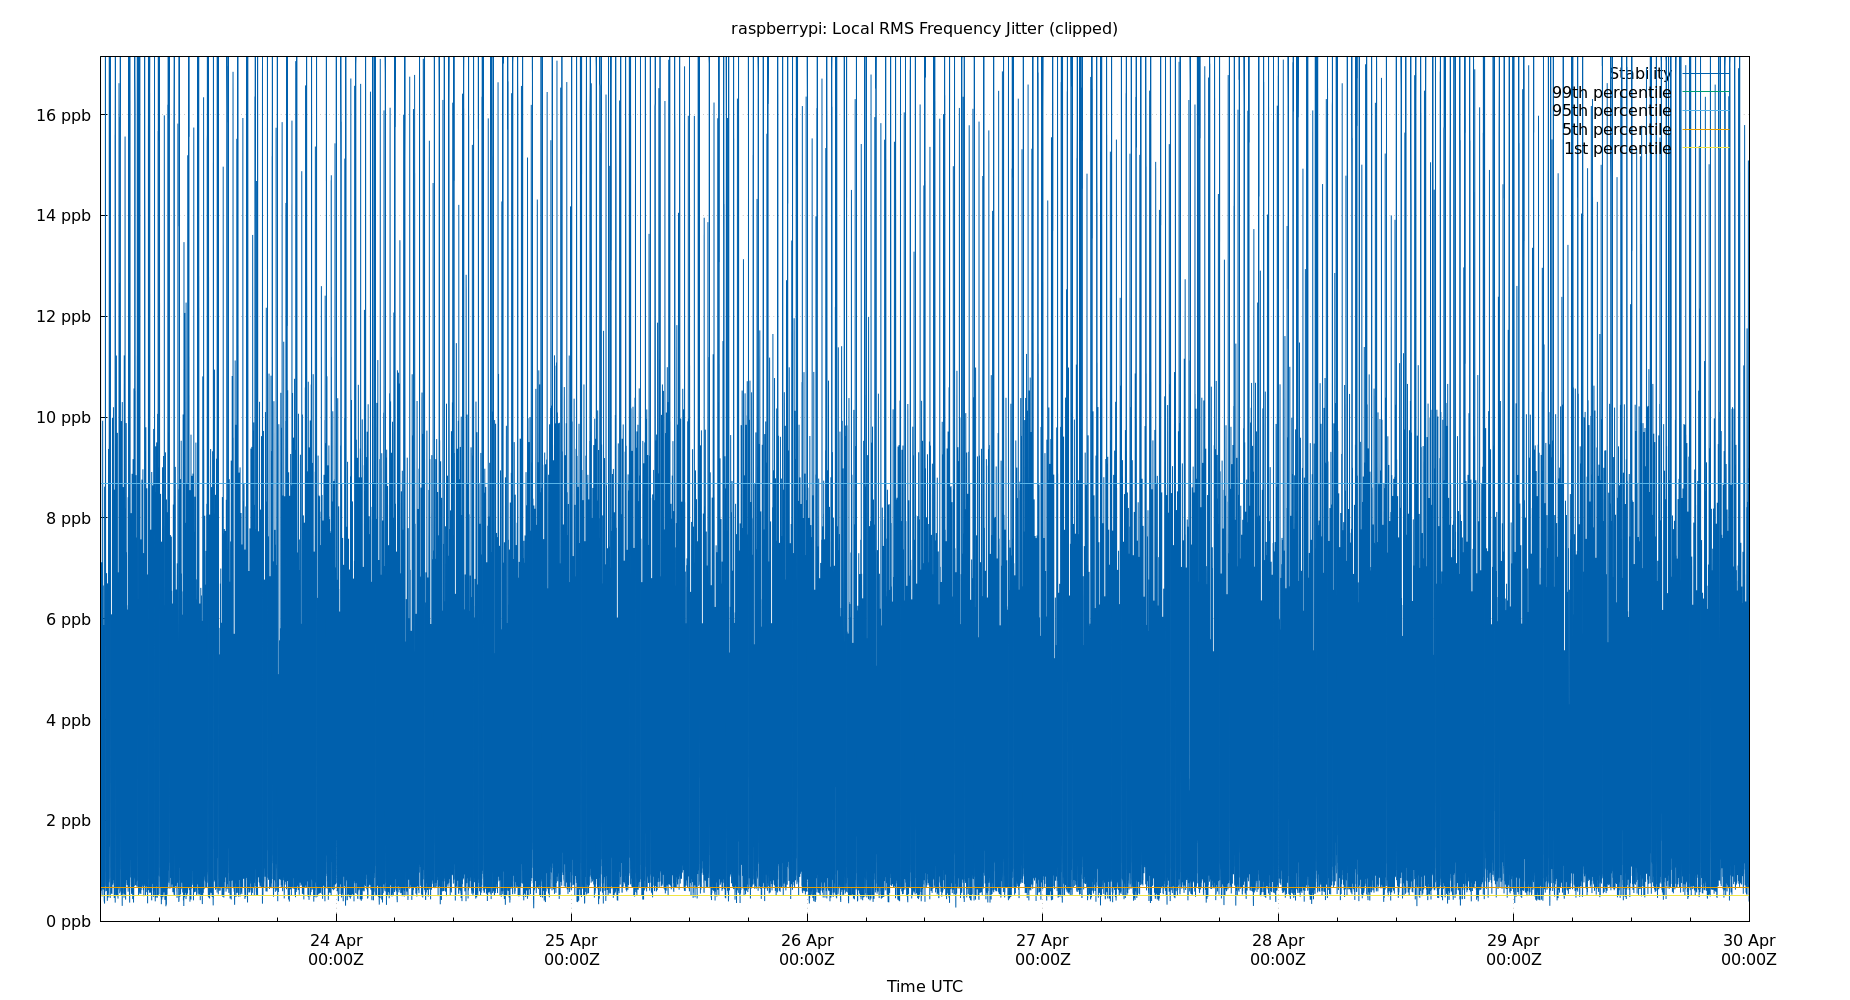 raspberrypi: Local RMS Frequency Jitter (clipped)
Stability
99th percentile
95th percentile
5th percentile
1st percentile
16 ppb
14 ppb
12 ppb
10 ppb
8 ppb
6 ppb
4 ppb
2 ppb
0 ppb
24 Apr 25 Apr 26 Apr 27 Apr 28 Apr 29 Apr 30 Apr
00:00Z 00:00Z 00:00Z 00:00Z 00:00Z 00:00Z 00:00Z
Time UTC